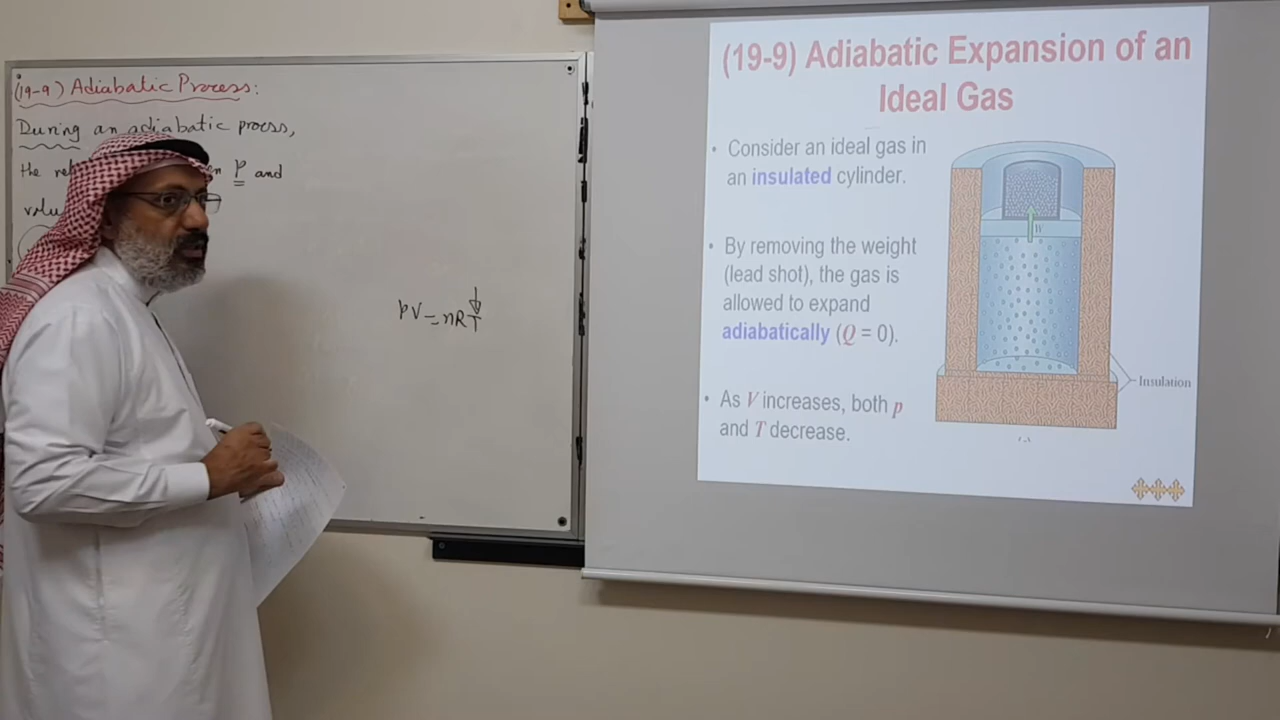 (19-9) Adiabatic Process:
During an adiabatic process,
the P and
PV = nRT
(19-9) Adiabatic Expansion of an
Ideal Gas
• Consider an ideal gas in
an insulated cylinder.
• By removing the weight
(lead shot), the gas is
allowed to expand
adiabatically (Q = 0).
• As V increases, both p
and T decrease.
W
Insulation